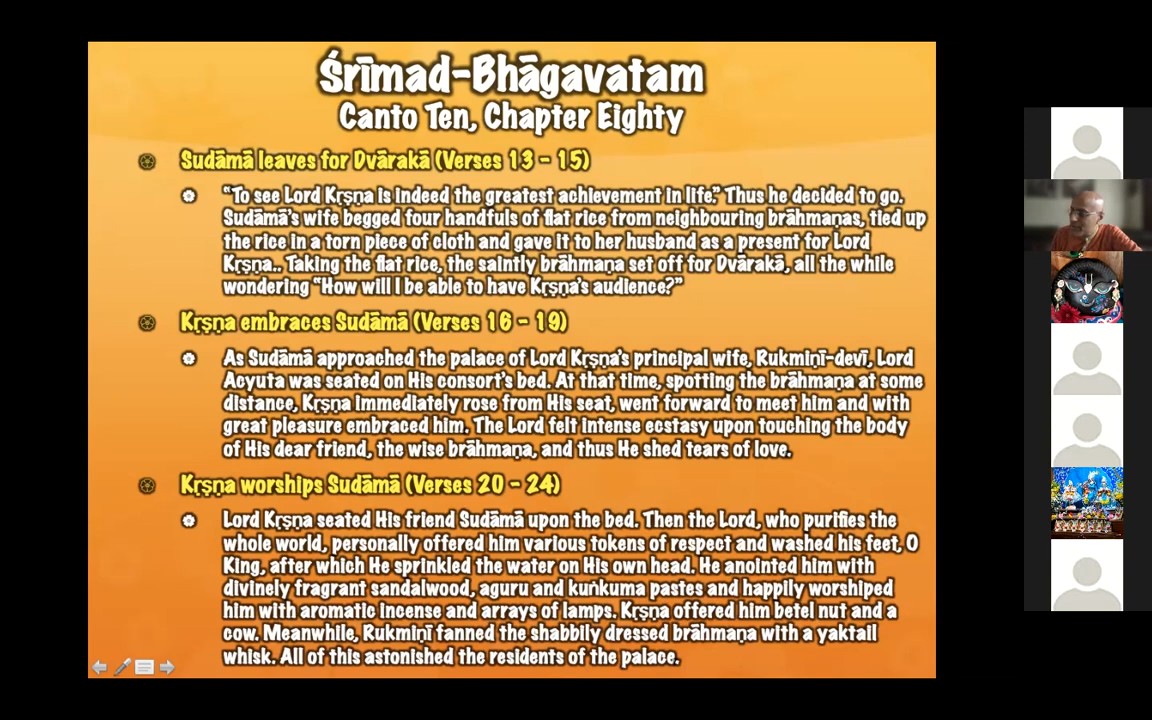 Śrīmad-Bhāgavatam
Canto Ten, Chapter Eighty
Sudāmā leaves for Dvārakā (Verses 13 – 15)
“To see Lord Kṛṣṇa is indeed the greatest achievement in life.” Thus he decided to go.
Sudāmā’s wife begged four handfuls of flat rice from neighbouring brāhmaṇas, tied up
the rice in a torn piece of cloth and gave it to her husband as a present for Lord
Kṛṣṇa.. Taking the flat rice, the saintly brāhmaṇa set off for Dvārakā, all the while
wondering “How will I be able to have Kṛṣṇa’s audience?”
Kṛṣṇa embraces Sudāmā (Verses 16 – 19)
As Sudāmā approached the palace of Lord Kṛṣṇa’s principal wife, Rukmiṇī-devī, Lord
Acyuta was seated on His consort’s bed. At that time, spotting the brāhmaṇa at some
distance, Kṛṣṇa immediately rose from His seat, went forward to meet him and with
great pleasure embraced him. The Lord felt intense ecstasy upon touching the body
of His dear friend, the wise brāhmaṇa, and thus He shed tears of love.
Kṛṣṇa worships Sudāmā (Verses 20 – 24)
Lord Kṛṣṇa seated His friend Sudāmā upon the bed. Then the Lord, who purifies the
whole world, personally offered him various tokens of respect and washed his feet, O
King, after which He sprinkled the water on His own head. He anointed him with
divinely fragrant sandalwood, aguru and kuṅkuma pastes and happily worshiped
him with aromatic incense and arrays of lamps. Kṛṣṇa offered him betel nut and a
cow. Meanwhile, Rukmiṇī fanned the shabbily dressed brāhmaṇa with a yaktail
whisk. All of this astonished the residents of the palace.